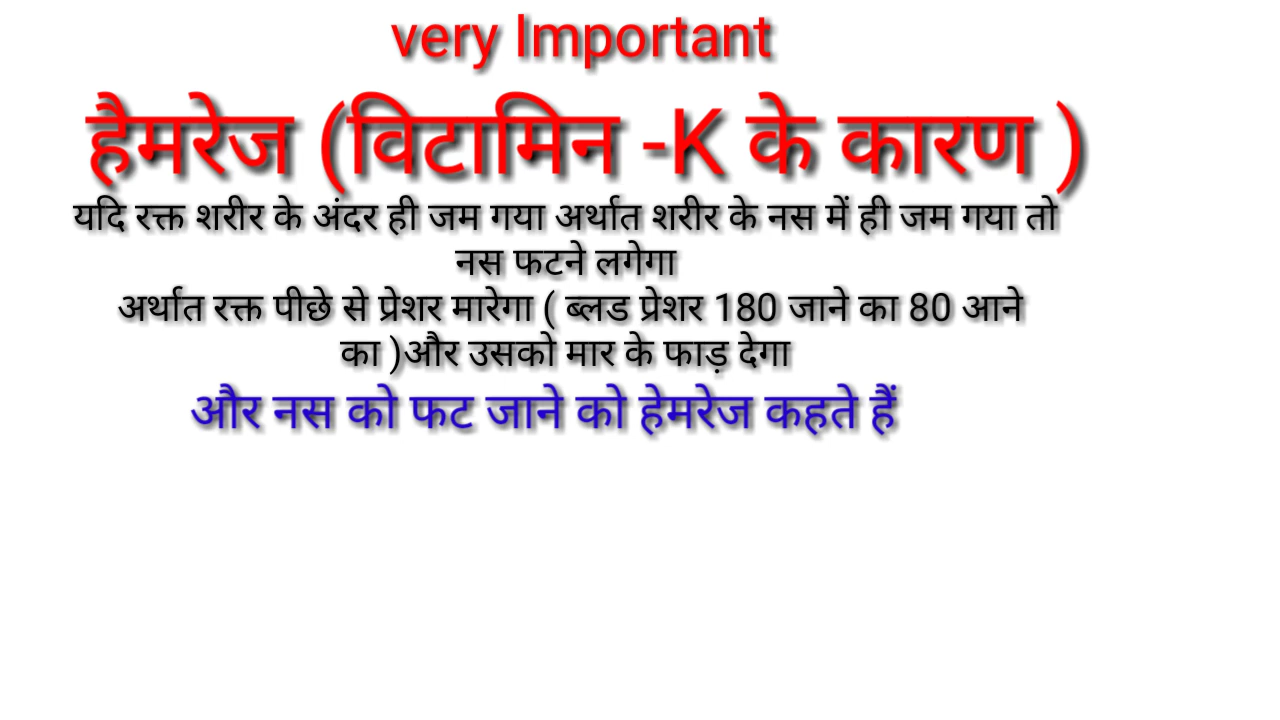 very Important
हैमरेज (विटामिन -K के कारण )
यदि रक्त शरीर के अंदर ही जम गया अर्थात शरीर के नस में ही जम गया तो
नस फटने लगेगा
अर्थात रक्त पीछे से प्रेशर मारेगा ( ब्लड प्रेशर 180 जाने का 80 आने
का )और उसको मार के फाड़ देगा
और नस को फट जाने को हेमरेज कहते हैं